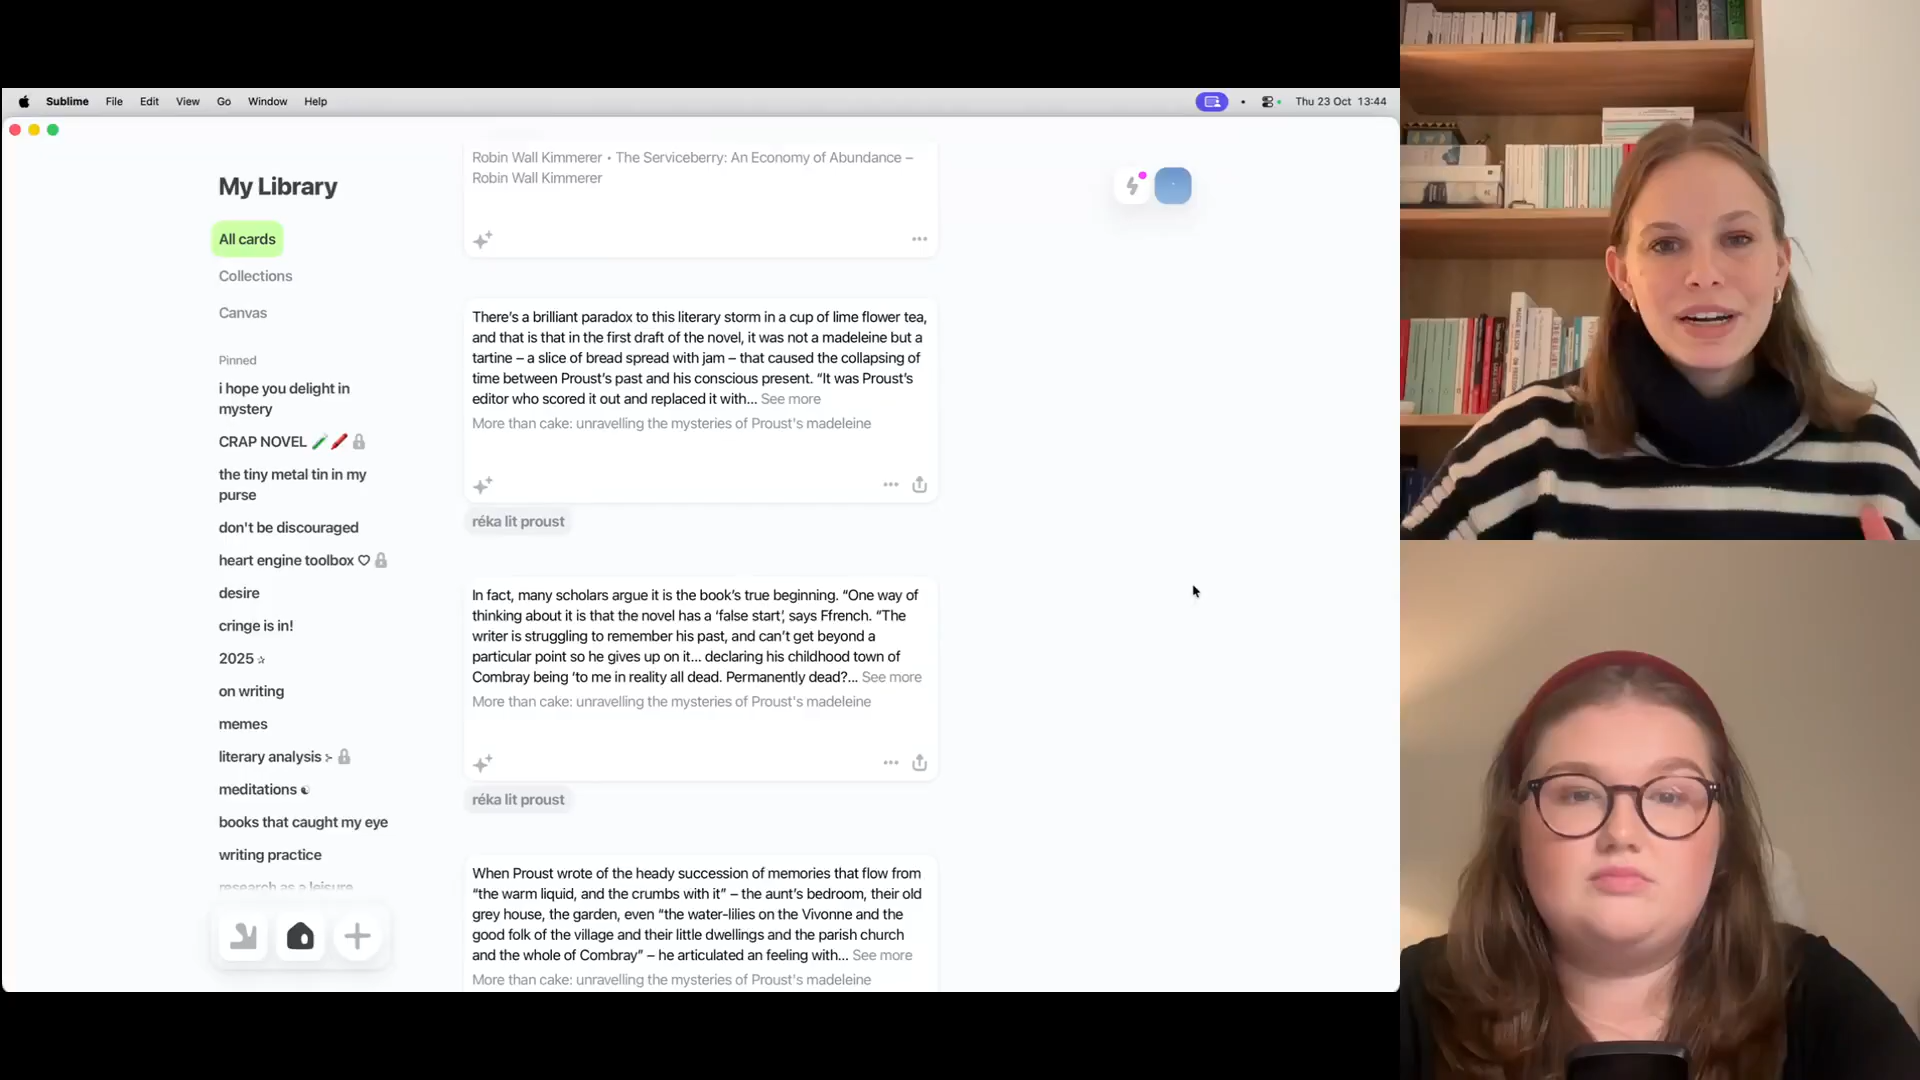 Sublime File Edit View Go Window Help
Thu 23 Oct 13:44
My Library
All cards
Collections
Canvas
Pinned
i hope you delight in
mystery
CRAP NOVEL
the tiny metal tin in my
purse
don't be discouraged
heart engine toolbox ♡
desire
cringe is in!
2025
on writing
memes
literary analysis
meditations
books that caught my eye
writing practice
research as a leisure
Robin Wall Kimmerer • The Serviceberry: An Economy of Abundance –
Robin Wall Kimmerer
There's a brilliant paradox to this literary storm in a cup of lime flower tea,
and that is that in the first draft of the novel, it was not a madeleine but a
tartine – a slice of bread spread with jam – that caused the collapsing of
time between Proust's past and his conscious present. “It was Proust's
editor who scored it out and replaced it with... See more
More than cake: unravelling the mysteries of Proust's madeleine
réka lit proust
In fact, many scholars argue it is the book's true beginning. “One way of
thinking about it is that the novel has a ‘false start’, says Ffrench. “The
writer is struggling to remember his past, and can't get beyond a
particular point so he gives up on it... declaring his childhood town of
Combray being ‘to me in reality all dead. Permanently dead?... See more
More than cake: unravelling the mysteries of Proust's madeleine
réka lit proust
When Proust wrote of the heady succession of memories that flow from
“the warm liquid, and the crumbs with it” – the aunt's bedroom, their old
grey house, the garden, even “the water-lilies on the Vivonne and the
good folk of the village and their little dwellings and the parish church
and the whole of Combray” – he articulated an feeling with... See more
More than cake: unravelling the mysteries of Proust's madeleine